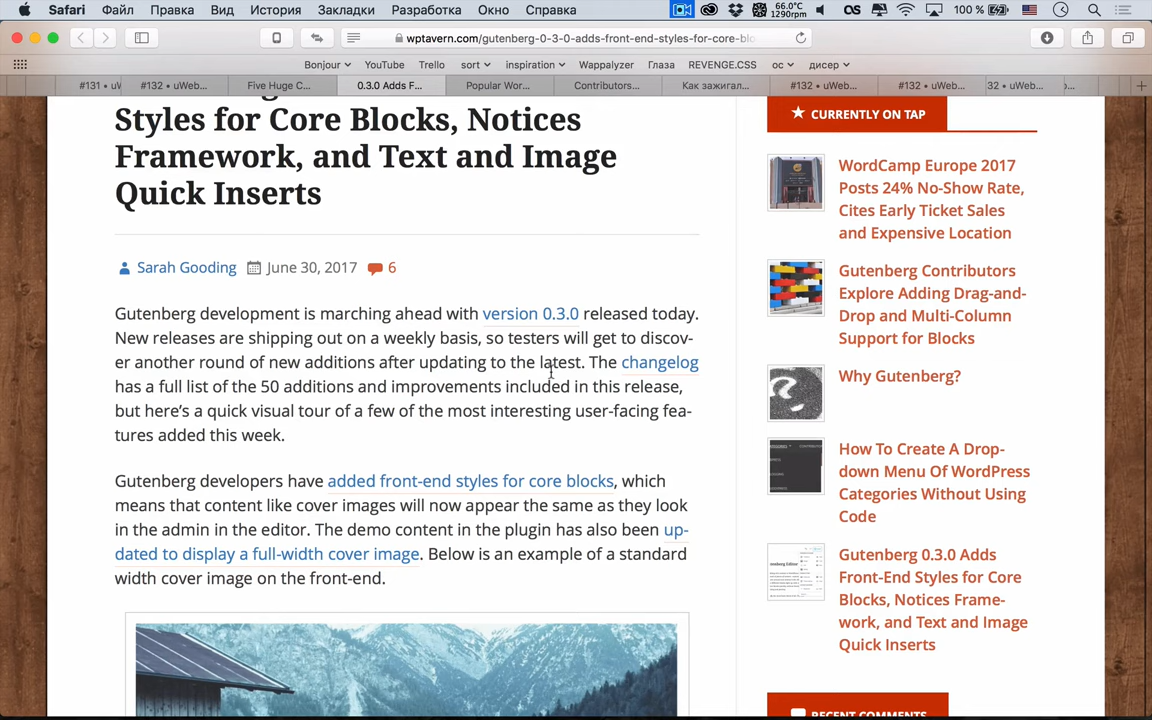 Safari Файл Правка Вид История Закладки Разработка Окно Справка 66.0°C 1290rpm 100 %
wptavern.com/gutenberg-0-3-0-adds-front-end-styles-for-core-blo
Bonjour YouTube Trello sort inspiration Wappalyzer Глаза REVENGE.CSS ос дисер
#131 • uW #132 • uWeb... Five Huge C... 0.3.0 Adds F... Popular Wor... Contributors... Как зажигал... #132 • uWeb... #132 • uWeb... 32 • uWeb...
Styles for Core Blocks, Notices
Framework, and Text and Image
Quick Inserts
Sarah Gooding June 30, 2017 6
Gutenberg development is marching ahead with version 0.3.0 released today.
New releases are shipping out on a weekly basis, so testers will get to discov-
er another round of new additions after updating to the latest. The changelog
has a full list of the 50 additions and improvements included in this release,
but here’s a quick visual tour of a few of the most interesting user-facing fea-
tures added this week.
Gutenberg developers have added front-end styles for core blocks, which
means that content like cover images will now appear the same as they look
in the admin in the editor. The demo content in the plugin has also been up-
dated to display a full-width cover image. Below is an example of a standard
width cover image on the front-end.
CURRENTLY ON TAP
WordCamp Europe 2017
Posts 24% No-Show Rate,
Cites Early Ticket Sales
and Expensive Location
Gutenberg Contributors
Explore Adding Drag-and-
Drop and Multi-Column
Support for Blocks
Why Gutenberg?
How To Create A Drop-
down Menu Of WordPress
Categories Without Using
Code
Gutenberg 0.3.0 Adds
Front-End Styles for Core
Blocks, Notices Frame-
work, and Text and Image
Quick Inserts
RECENT COMMENTS